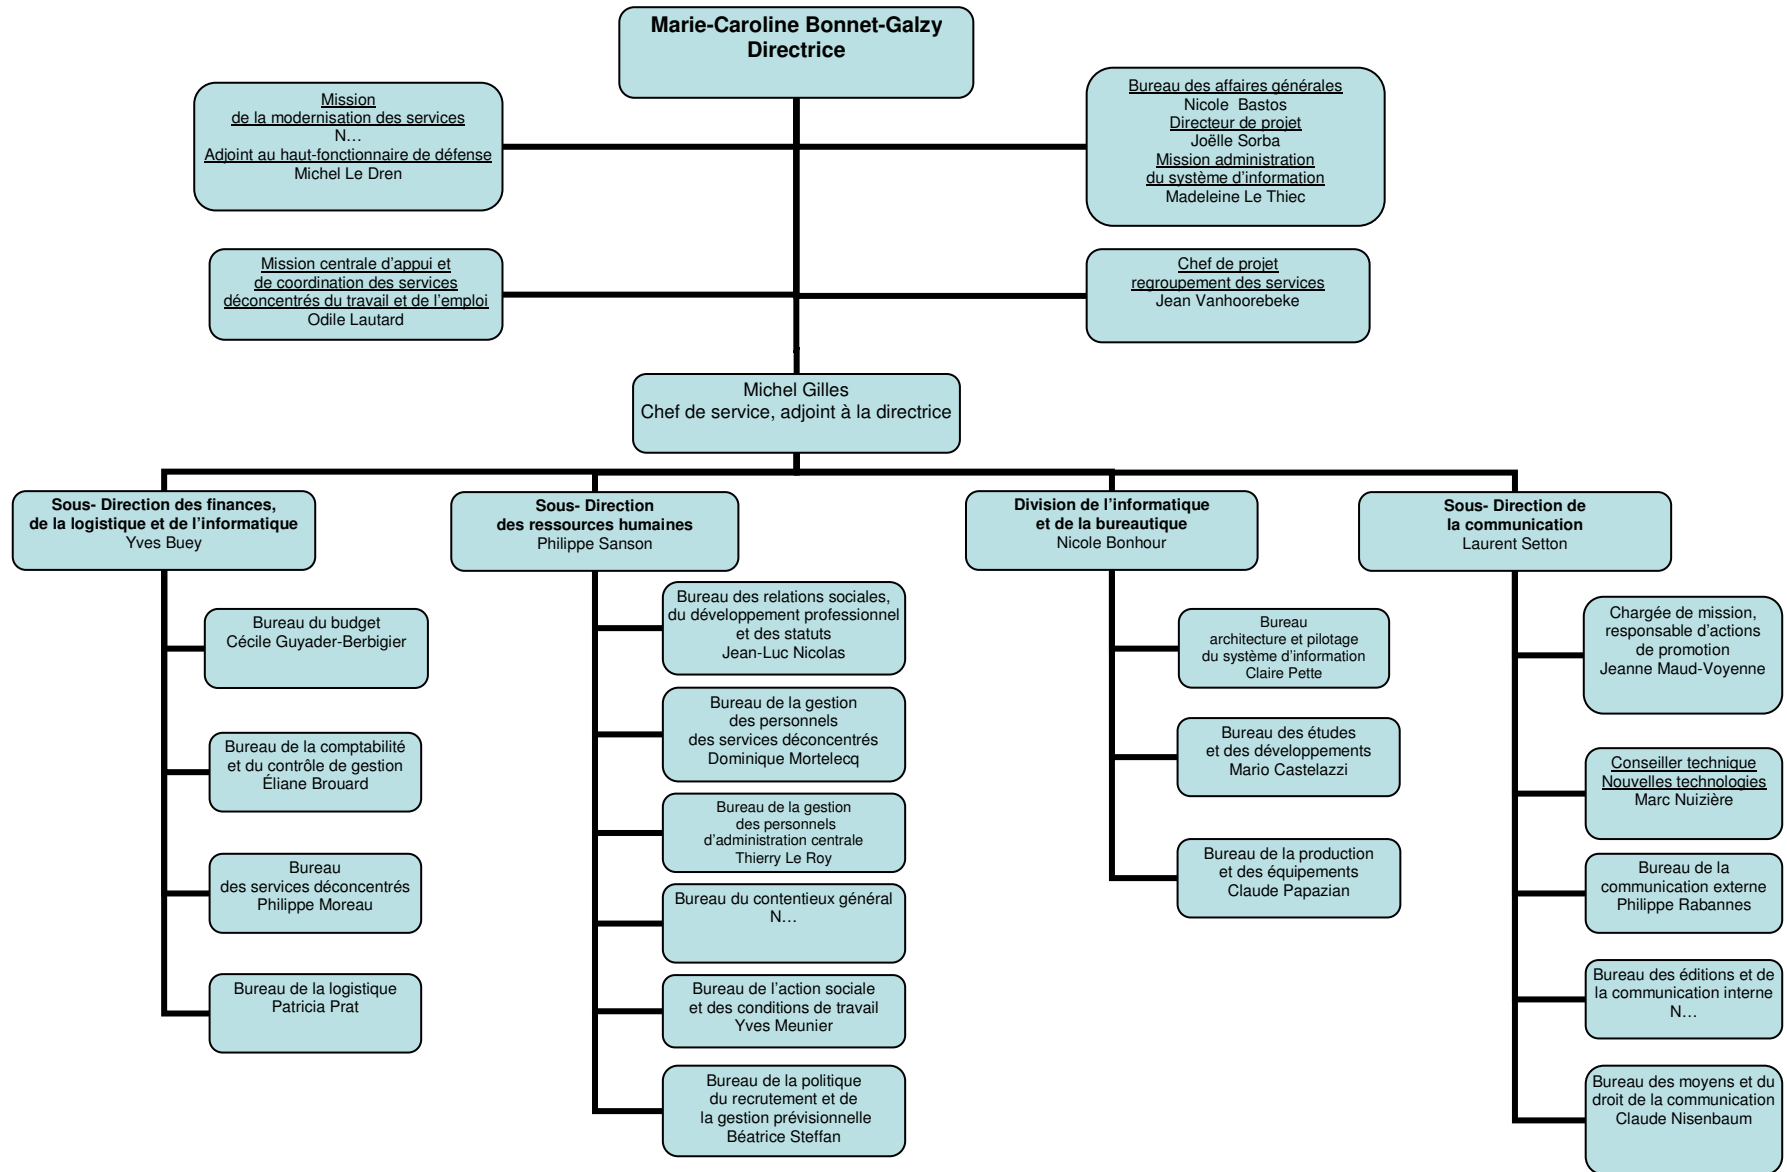 Marie-Caroline Bonnet-Galzy
Directrice
Mission
de la modernisation des services
N…
Adjoint au haut-fonctionnaire de défense
Michel Le Dren
Bureau des affaires générales
Nicole Bastos
Directeur de projet
Joëlle Sorba
Mission administration
du système d'information
Madeleine Le Thiec
Mission centrale d'appui et
de coordination des services
déconcentrés du travail et de l'emploi
Odile Lautard
Chef de projet
regroupement des services
Jean Vanhoorebeke
Michel Gilles
Chef de service, adjoint à la directrice
Sous- Direction des finances,
de la logistique et de l'informatique
Yves Buey
Bureau du budget
Cécile Guyader-Berbigier
Bureau de la comptabilité
et du contrôle de gestion
Éliane Brouard
Bureau
des services déconcentrés
Philippe Moreau
Bureau de la logistique
Patricia Prat
Sous- Direction
des ressources humaines
Philippe Sanson
Bureau des relations sociales,
du développement professionnel
et des statuts
Jean-Luc Nicolas
Bureau de la gestion
des personnels
des services déconcentrés
Dominique Mortelecq
Bureau de la gestion
des personnels
d'administration centrale
Thierry Le Roy
Bureau du contentieux général
N…
Bureau de l'action sociale
et des conditions de travail
Yves Meunier
Bureau de la politique
du recrutement et de
la gestion prévisionnelle
Béatrice Steffan
Division de l'informatique
et de la bureautique
Nicole Bonhour
Bureau
architecture et pilotage
du système d'information
Claire Pette
Bureau des études
et des développements
Mario Castelazzi
Bureau de la production
et des équipements
Claude Papazian
Sous- Direction de
la communication
Laurent Setton
Chargée de mission,
responsable d'actions
de promotion
Jeanne Maud-Voyenne
Conseiller technique
Nouvelles technologies
Marc Nuizière
Bureau de la
communication externe
Philippe Rabannes
Bureau des éditions et de
la communication interne
N…
Bureau des moyens et du
droit de la communication
Claude Nisenbaum